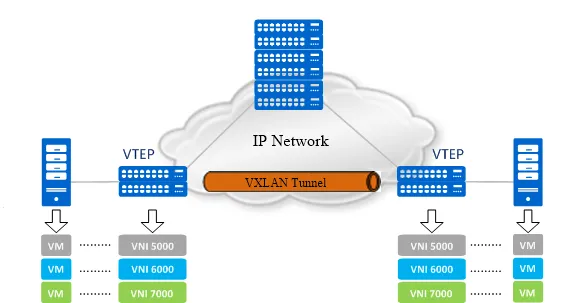 IP Network
VTEP
VTEP
VXLAN Tunnel
VM ········· VNI 5000
VNI 5000 ········· VM
VM ········· VNI 6000
VNI 6000 ········· VM
VM ········· VNI 7000
VNI 7000 ········· VM